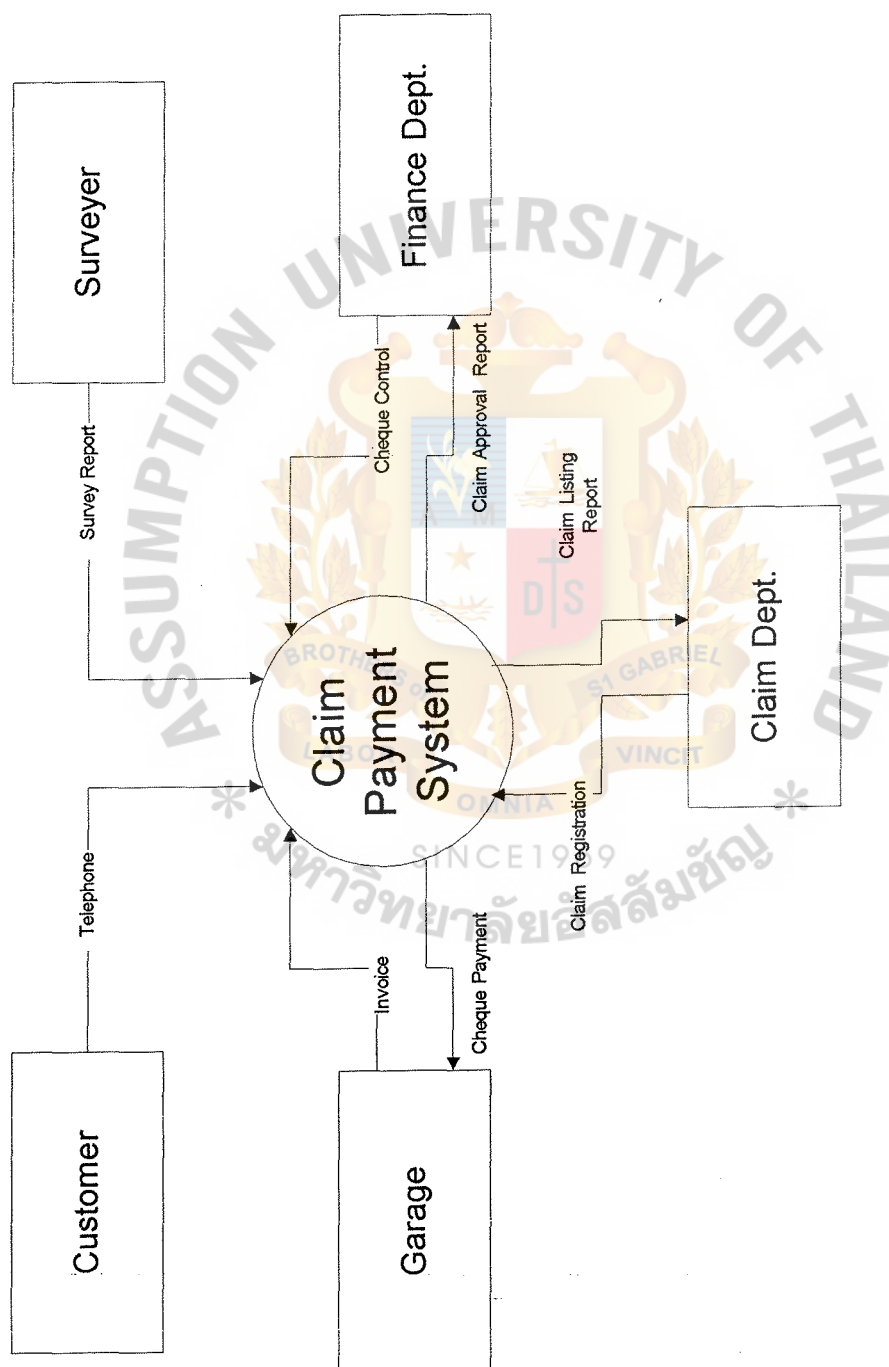 Customer
Telephone
Survey Report
Surveyer
Garage
Invoice
Cheque Payment
Claim
Payment
System
Cheque Control
Claim Approval Report
Finance Dept.
Claim Registration
Claim Listing
Report
Claim Dept.
ASSUMPTION UNIVERSITY OF THAILAND
BROTHERS of
ST GABRIEL
LABOR
OMNIA
VINCIT
A M
D S
SINCE1969
* มหาวิทยาลัยอัสสัมชัญ *